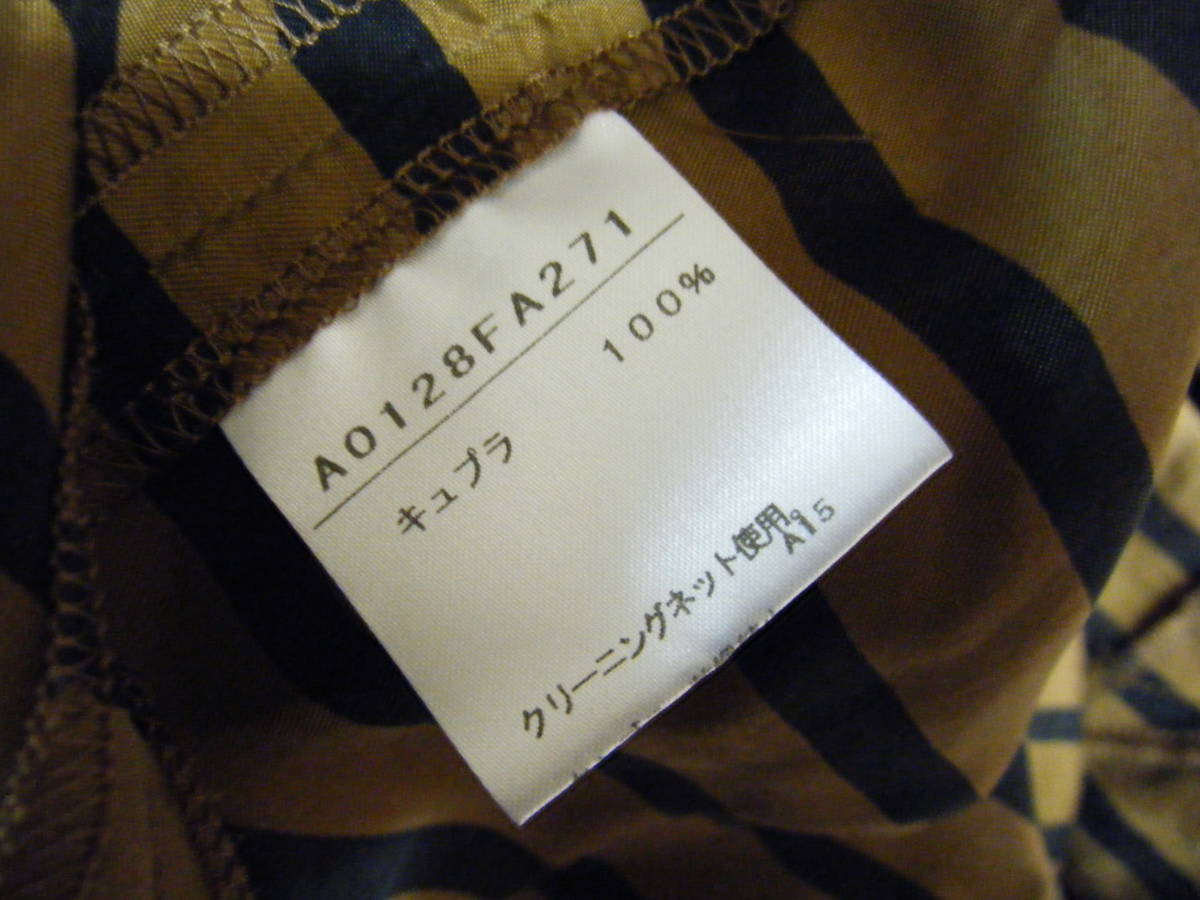 A0128FA271
キュプラ 100%
クリーニングネット使用。
A15